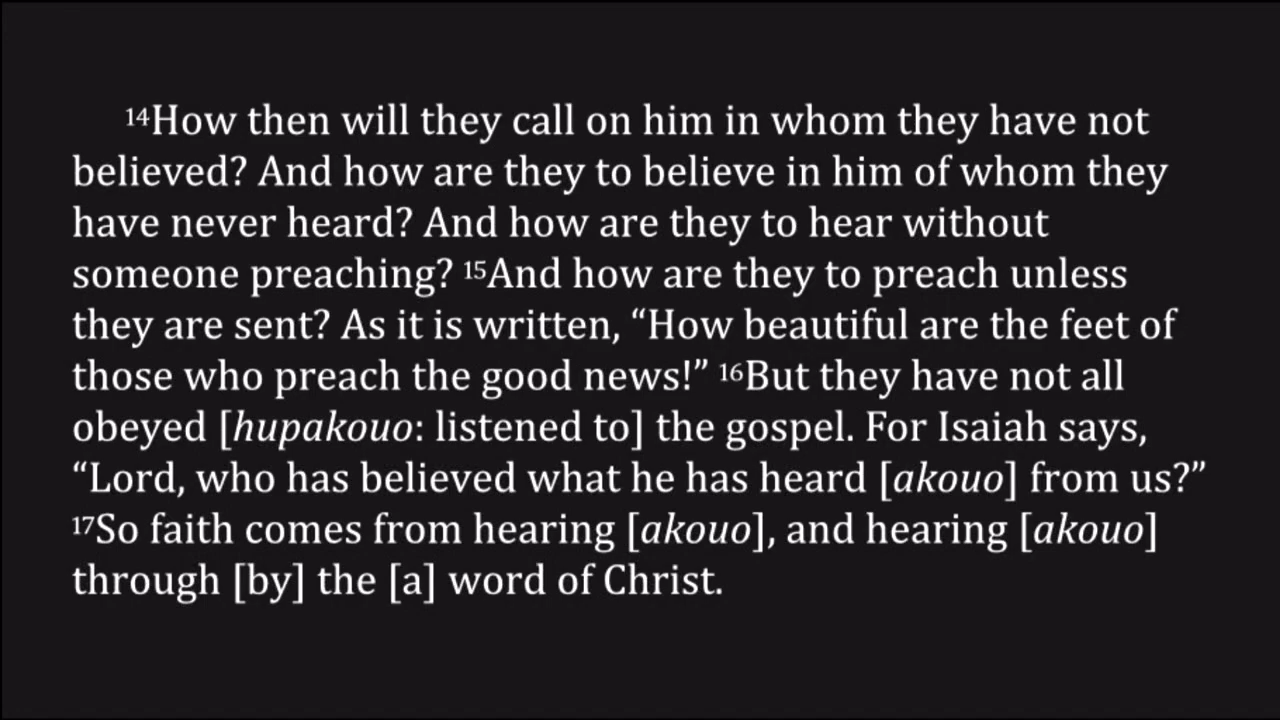 14How then will they call on him in whom they have not
believed? And how are they to believe in him of whom they
have never heard? And how are they to hear without
someone preaching? 15And how are they to preach unless
they are sent? As it is written, “How beautiful are the feet of
those who preach the good news!” 16But they have not all
obeyed [hupakouo: listened to] the gospel. For Isaiah says,
“Lord, who has believed what he has heard [akouo] from us?”
17So faith comes from hearing [akouo], and hearing [akouo]
through [by] the [a] word of Christ.